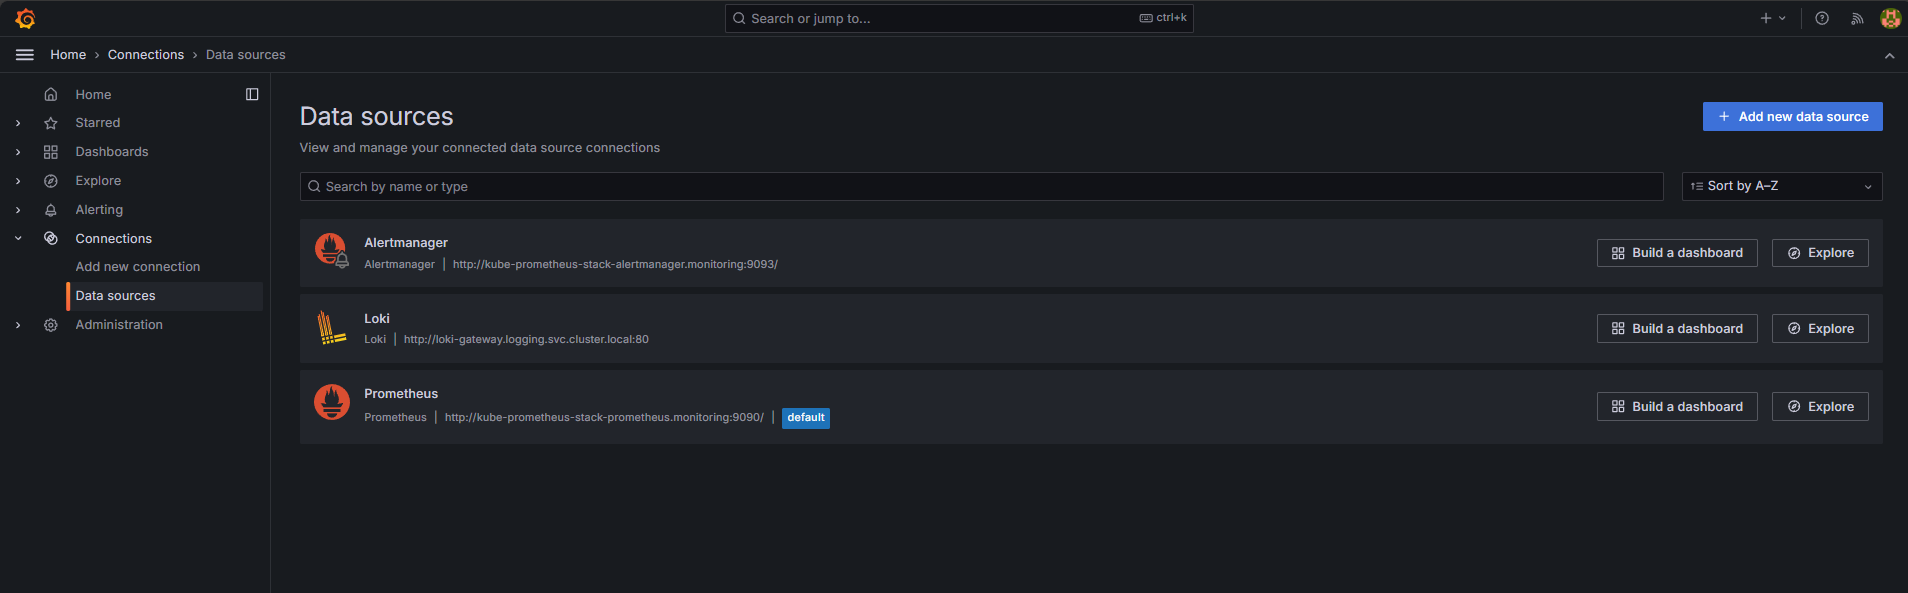 Search or jump to...
ctrl+k
Home › Connections › Data sources
Home
Starred
Dashboards
Explore
Alerting
Connections
Add new connection
Data sources
Administration
Data sources
Add new data source
View and manage your connected data source connections
Search by name or type
Sort by A–Z
Alertmanager
Alertmanager | http://kube-prometheus-stack-alertmanager.monitoring:9093/
Build a dashboard
Explore
Loki
Loki | http://loki-gateway.logging.svc.cluster.local:80
Build a dashboard
Explore
Prometheus
Prometheus | http://kube-prometheus-stack-prometheus.monitoring:9090/ | default
Build a dashboard
Explore